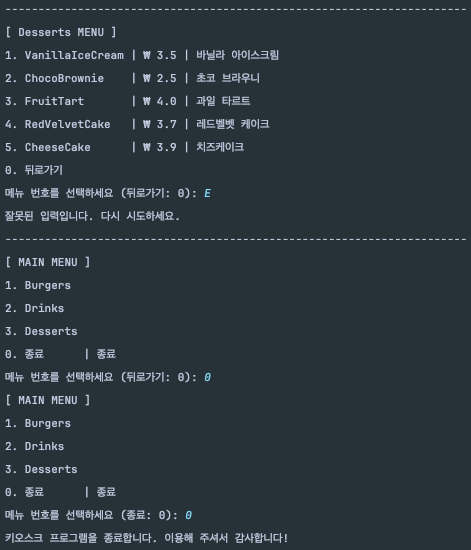 ----------------------------------------------------------------------
[ Desserts MENU ]
1. VanillaIceCream | ₩ 3.5 | 바닐라 아이스크림
2. ChocoBrownie    | ₩ 2.5 | 초코 브라우니
3. FruitTart       | ₩ 4.0 | 과일 타르트
4. RedVelvetCake   | ₩ 3.7 | 레드벨벳 케이크
5. CheeseCake      | ₩ 3.9 | 치즈케이크
0. 뒤로가기
메뉴 번호를 선택하세요 (뒤로가기: 0): E
잘못된 입력입니다. 다시 시도하세요.
----------------------------------------------------------------------
[ MAIN MENU ]
1. Burgers
2. Drinks
3. Desserts
0. 종료      | 종료
메뉴 번호를 선택하세요 (뒤로가기: 0): 0
[ MAIN MENU ]
1. Burgers
2. Drinks
3. Desserts
0. 종료      | 종료
메뉴 번호를 선택하세요 (종료: 0): 0
키오스크 프로그램을 종료합니다. 이용해 주셔서 감사합니다!